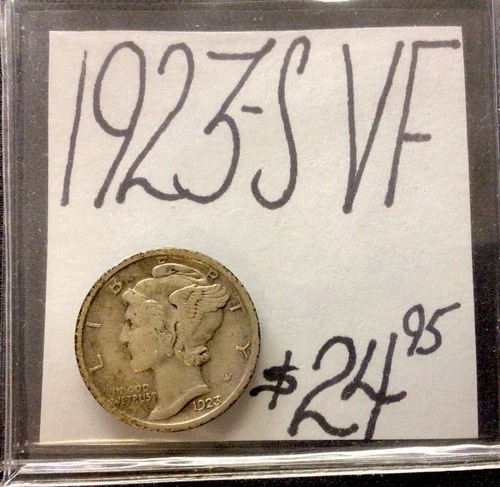 1923-S VF
LIBERTY
IN GOD
WE TRUST
1923
$24.95